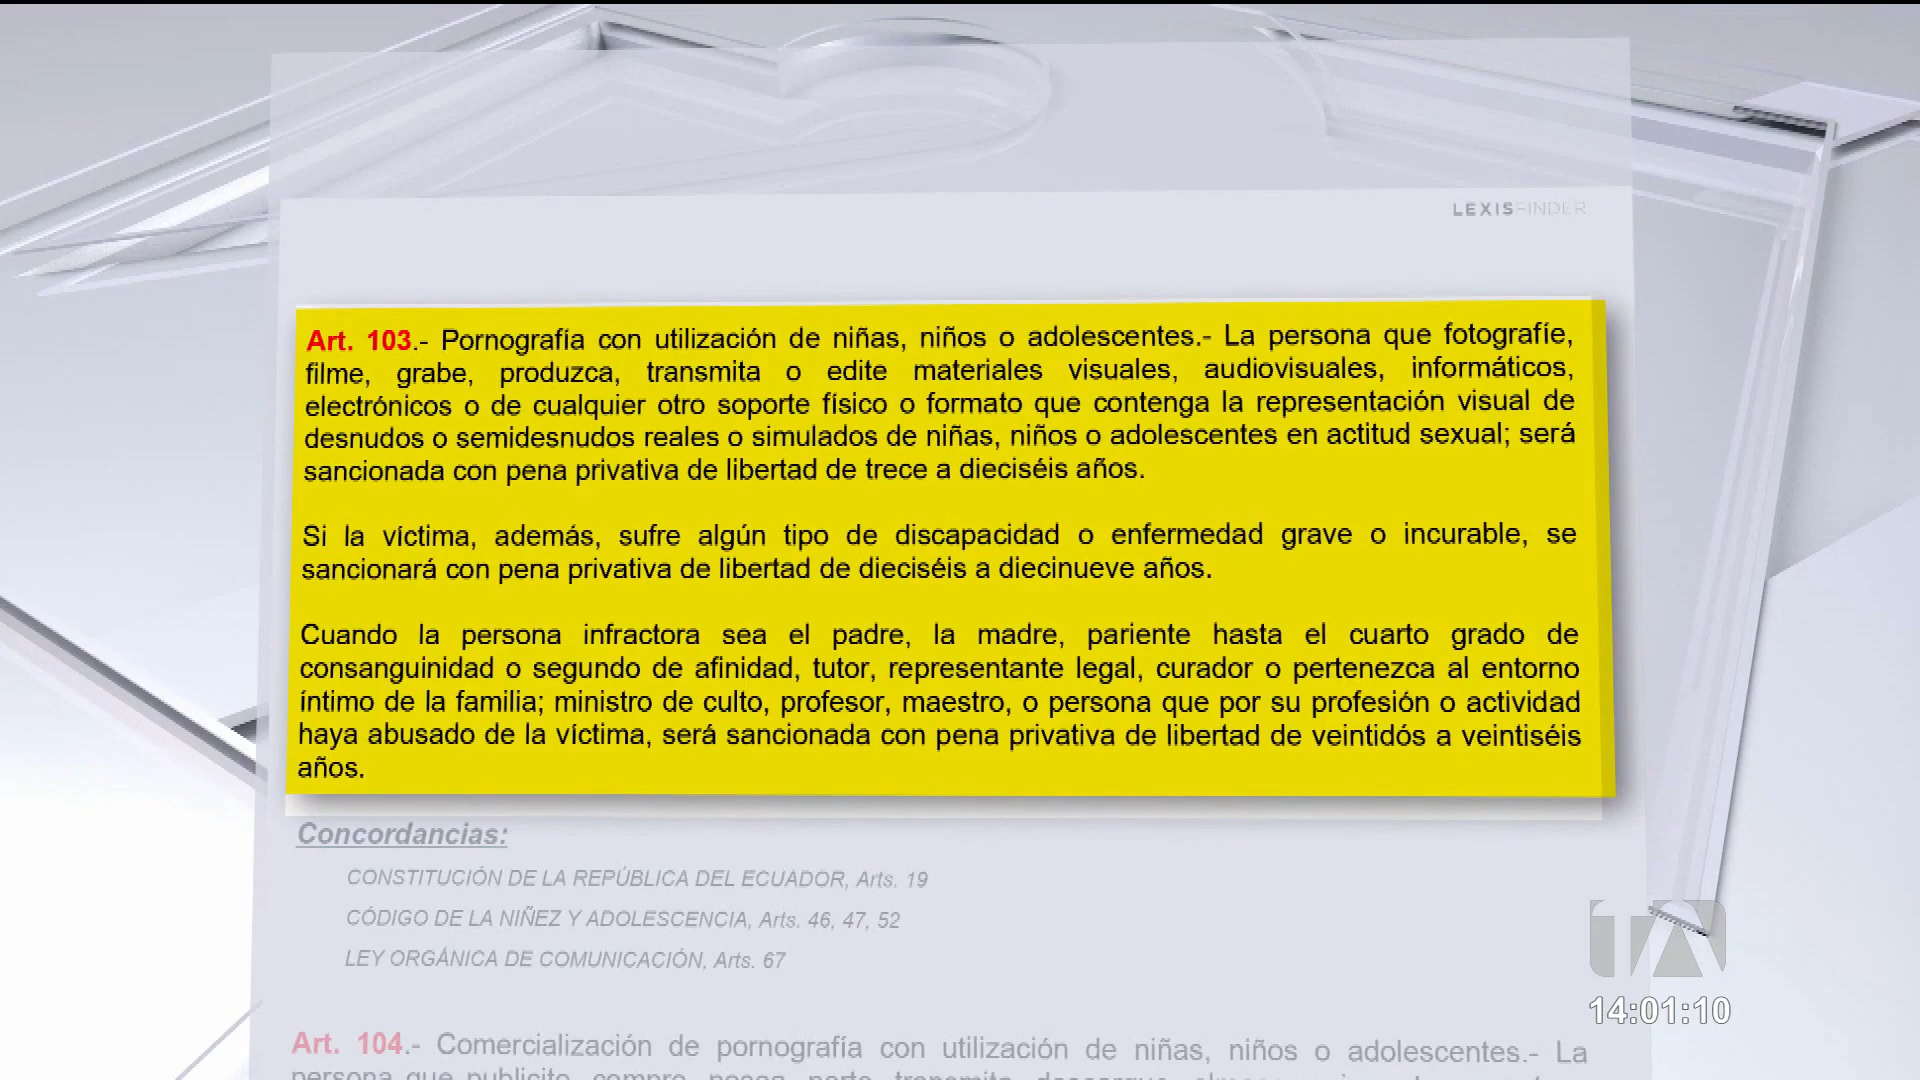 LEXISFINDER
Art. 103.- Pornografía con utilización de niñas, niños o adolescentes.- La persona que fotografíe,
filme, grabe, produzca, transmita o edite materiales visuales, audiovisuales, informáticos,
electrónicos o de cualquier otro soporte físico o formato que contenga la representación visual de
desnudos o semidesnudos reales o simulados de niñas, niños o adolescentes en actitud sexual; será
sancionada con pena privativa de libertad de trece a dieciséis años.
Si la víctima, además, sufre algún tipo de discapacidad o enfermedad grave o incurable, se
sancionará con pena privativa de libertad de dieciséis a diecinueve años.
Cuando la persona infractora sea el padre, la madre, pariente hasta el cuarto grado de
consanguinidad o segundo de afinidad, tutor, representante legal, curador o pertenezca al entorno
íntimo de la familia; ministro de culto, profesor, maestro, o persona que por su profesión o actividad
haya abusado de la víctima, será sancionada con pena privativa de libertad de veintidós a veintiséis
años.
Concordancias:
CONSTITUCIÓN DE LA REPÚBLICA DEL ECUADOR, Arts. 19
CÓDIGO DE LA NIÑEZ Y ADOLESCENCIA, Arts. 46, 47, 52
LEY ORGÁNICA DE COMUNICACIÓN, Arts. 67
TA
14:01:10
Art. 104.- Comercialización de pornografía con utilización de niñas, niños o adolescentes.- La
persona que publicite, compre, posea, porte, transmita, descargue,